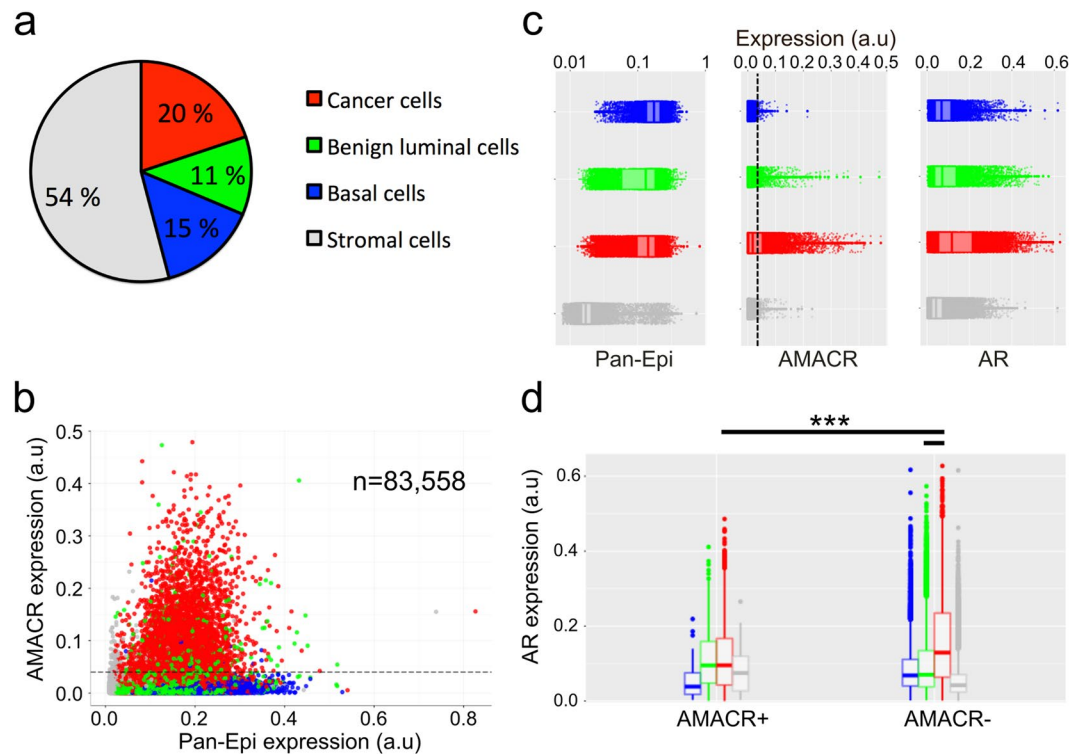 a
20 %
11 %
15 %
54 %
Cancer cells
Benign luminal cells
Basal cells
Stromal cells
b
AMACR expression (a.u)
0.5
0.4
0.3
0.2
0.1
0.0
n=83,558
0.0 0.2 0.4 0.6 0.8
Pan-Epi expression (a.u)
c
Expression (a.u)
0.01 0.1 1
0.0 0.1 0.2 0.3 0.4 0.5
0.0 0.2 0.4 0.6
Pan-Epi
AMACR
AR
d
***
AR expression (a.u)
0.6
0.4
0.2
0.0
AMACR+
AMACR-